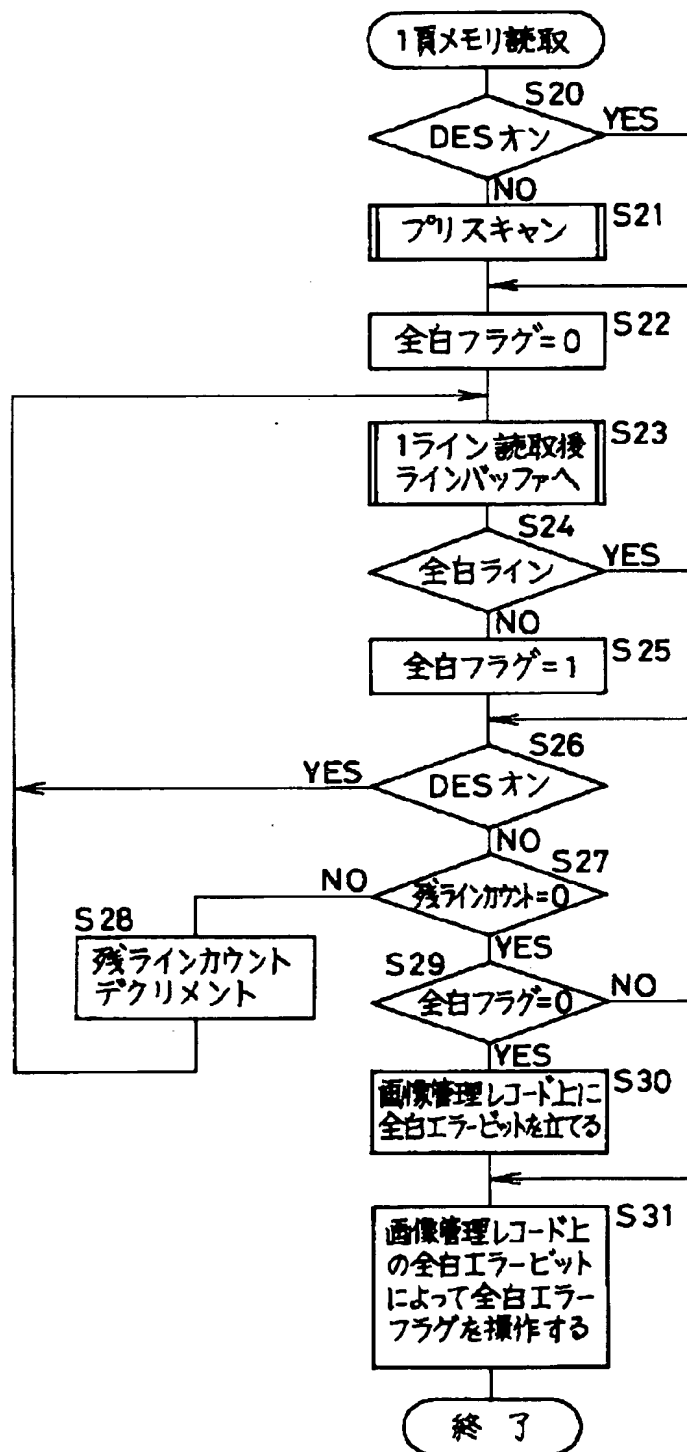 1頁メモリ読取
S20
DESオン
YES
NO
プリスキャン
S21
全白フラグ=0
S22
1ライン読取後
ラインバッファへ
S23
S24
全白ライン
YES
NO
全白フラグ=1
S25
S26
YES
DESオン
NO
S27
NO
残ラインカウント=0
S28
残ラインカウント
デクリメント
YES
S29
全白フラグ=0
NO
YES
S30
画像管理レコード上に
全白エラービットを立てる
S31
画像管理レコード上
の全白エラービット
によって全白エラー
フラグを操作する
終了